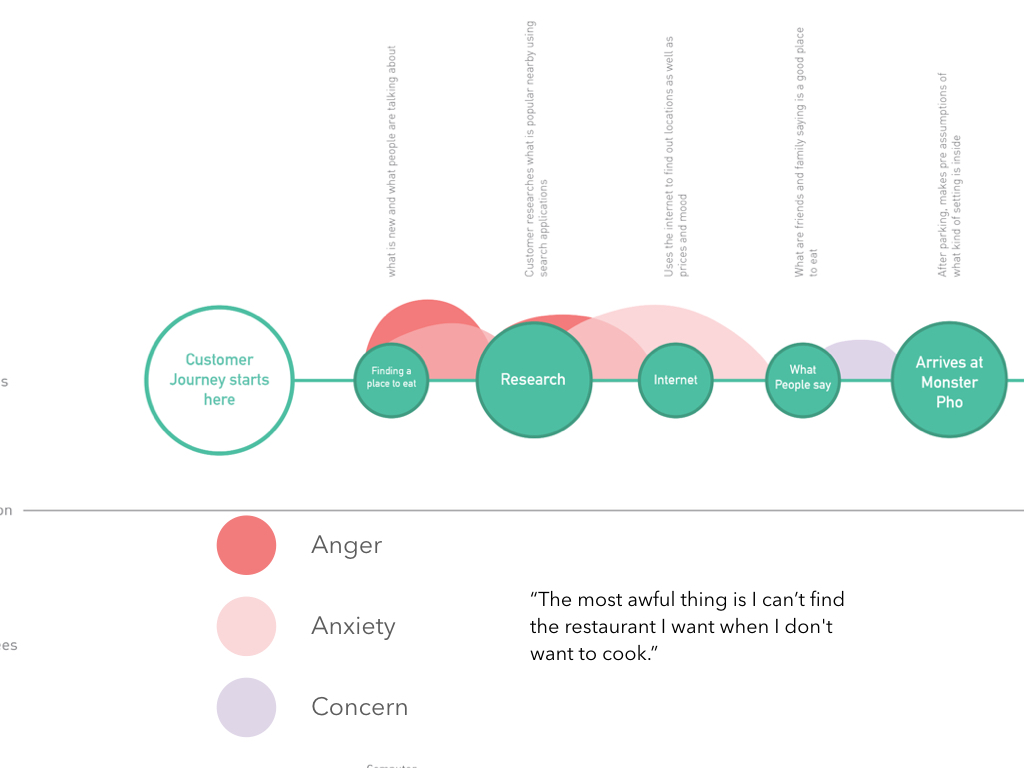 what is new and what people are talking about
Customer researches what is popular nearby using
search applications
Uses the internet to find out locations as well as
prices and mood
What are friends and family saying is a good place
to eat
After parking, makes pre assumptions of
what kind of setting is inside
Customer
Journey starts
here
Finding a
place to eat
Research
Internet
What
People say
Arrives at
Monster
Pho
s
on
Anger
Anxiety
Concern
“The most awful thing is I can’t find
the restaurant I want when I don't
want to cook.”
ees